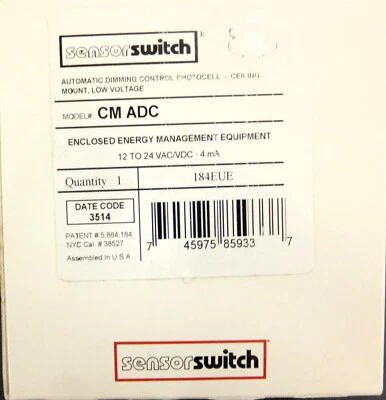 sensorswitch®
AUTOMATIC DIMMING CONTROL PHOTOCELL - CEILING
MOUNT, LOW VOLTAGE
MODEL# CM ADC
ENCLOSED ENERGY MANAGEMENT EQUIPMENT
12 TO 24 VAC/VDC - 4 mA
Quantity 1 184EUE
DATE CODE
3514
PATENT # 5,864,184
NYC Cal. # 38527
Assembled in U.S.A
7 45975 85933 7
sensorswitch®